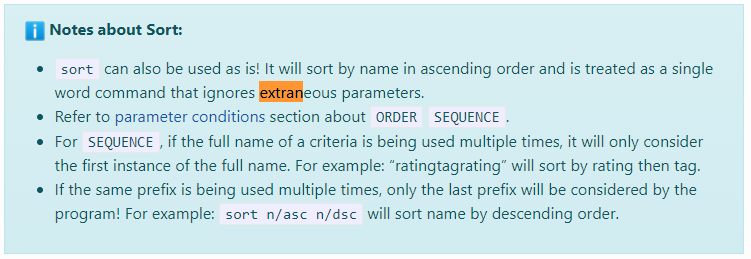 Notes about Sort:
• sort can also be used as is! It will sort by name in ascending order and is treated as a single
word command that ignores extraneous parameters.
• Refer to parameter conditions section about ORDER SEQUENCE.
• For SEQUENCE, if the full name of a criteria is being used multiple times, it will only consider
the first instance of the full name. For example: “ratingtagrating” will sort by rating then tag.
• If the same prefix is being used multiple times, only the last prefix will be considered by the
program! For example: sort n/asc n/dsc will sort name by descending order.